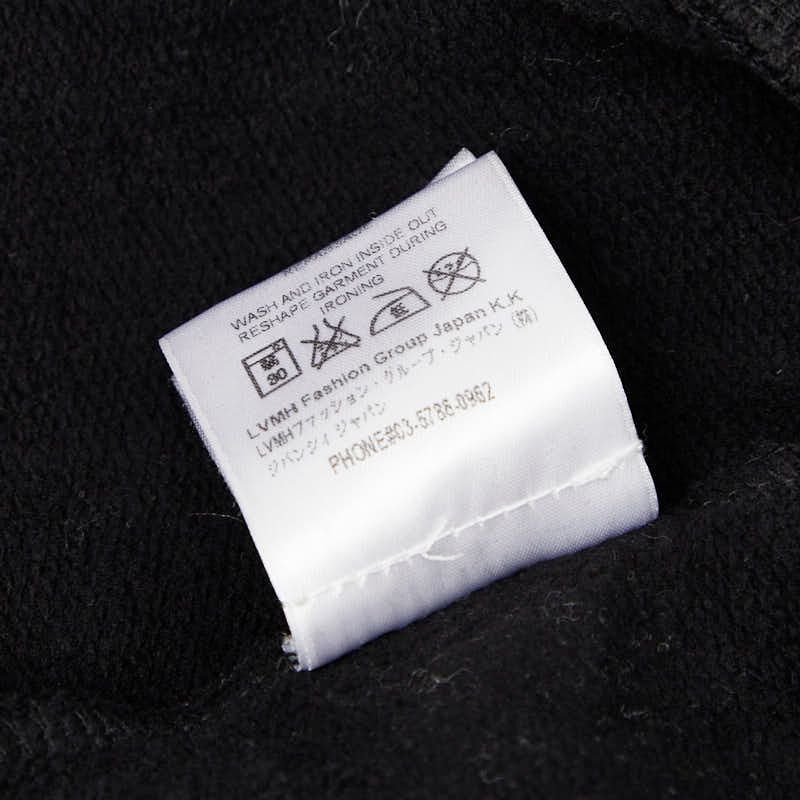 WASH AND IRON INSIDE OUT
RESHAPE GARMENT DURING
IRONING
30
LVMH Fashion Group Japan K.K
LVMHファッション・グループ・ジャパン(株)
ジバンシィ ジャパン
PHONE#03-5786-0962